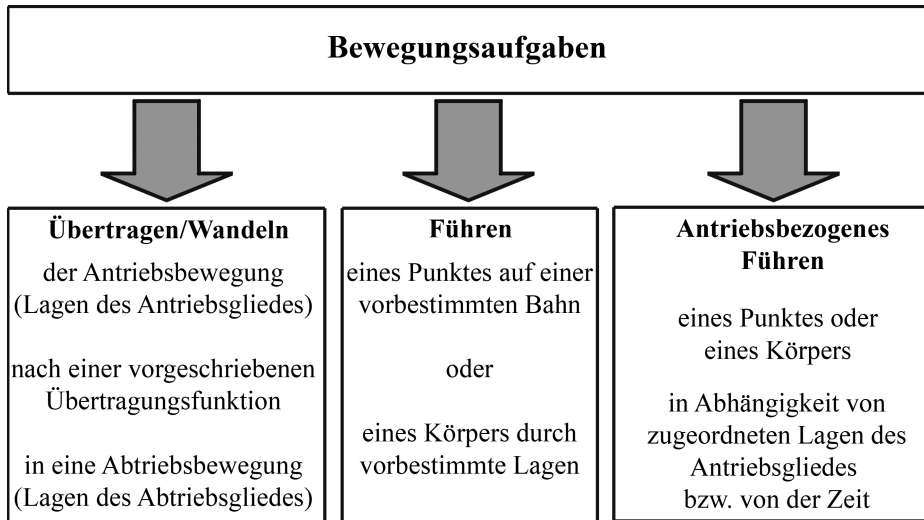 Bewegungsaufgaben
Übertragen/Wandeln
der Antriebsbewegung
(Lagen des Antriebsgliedes)
nach einer vorgeschriebenen
Übertragungsfunktion
in eine Abtriebsbewegung
(Lagen des Abtriebsgliedes)
Führen
eines Punktes auf einer
vorbestimmten Bahn
oder
eines Körpers durch
vorbestimmte Lagen
Antriebsbezogenes
Führen
eines Punktes oder
eines Körpers
in Abhängigkeit von
zugeordneten Lagen des
Antriebsgliedes
bzw. von der Zeit